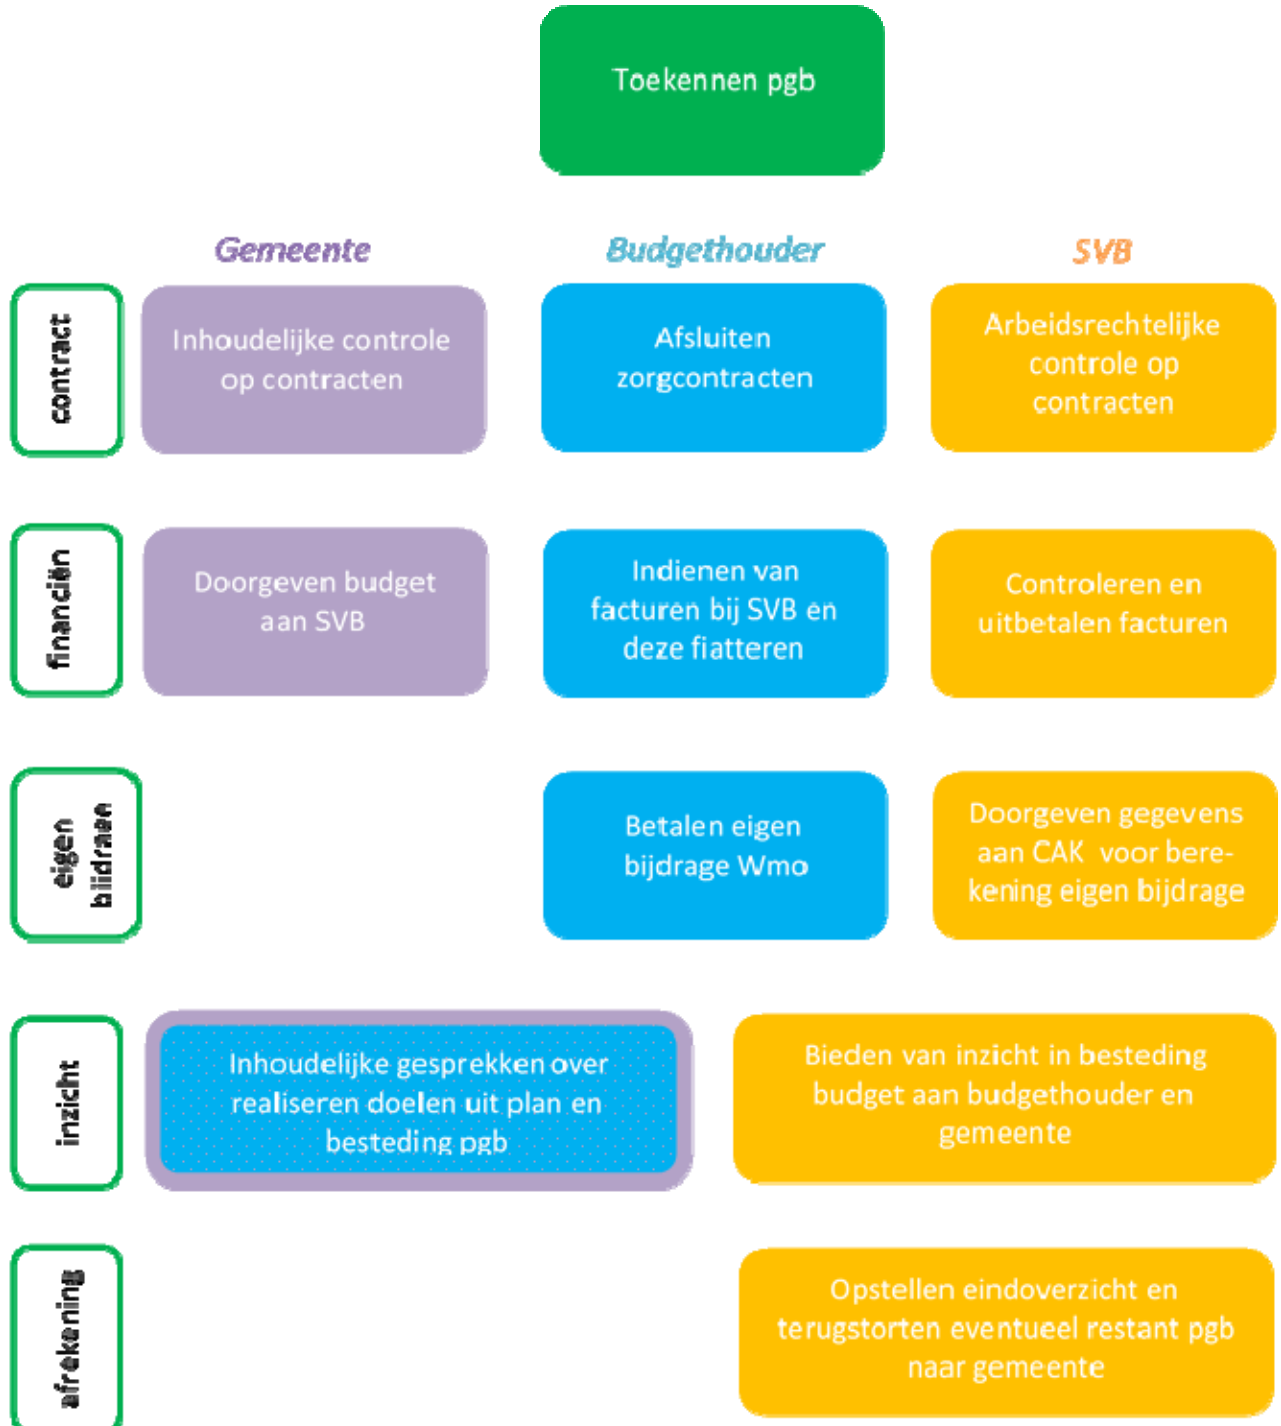 Toekennen pgb
Gemeente
Budgethouder
SVB
contract
Inhoudelijke controle
op contracten
Afsluiten
zorgcontracten
Arbeidsrechtelijke
controle op
contracten
financiën
Doorgeven budget
aan SVB
Indienen van
facturen bij SVB en
deze fiatteren
Controleren en
uitbetalen facturen
eigen
bijdragen
Betalen eigen
bijdrage Wmo
Doorgeven gegevens
aan CAK voor bere-
kening eigen bijdrage
inzicht
Inhoudelijke gesprekken over
realiseren doelen uit plan en
besteding pgb
Bieden van inzicht in besteding
budget aan budgethouder en
gemeente
afrekening
Opstellen eindoverzicht en
terugstorten eventueel restant pgb
naar gemeente